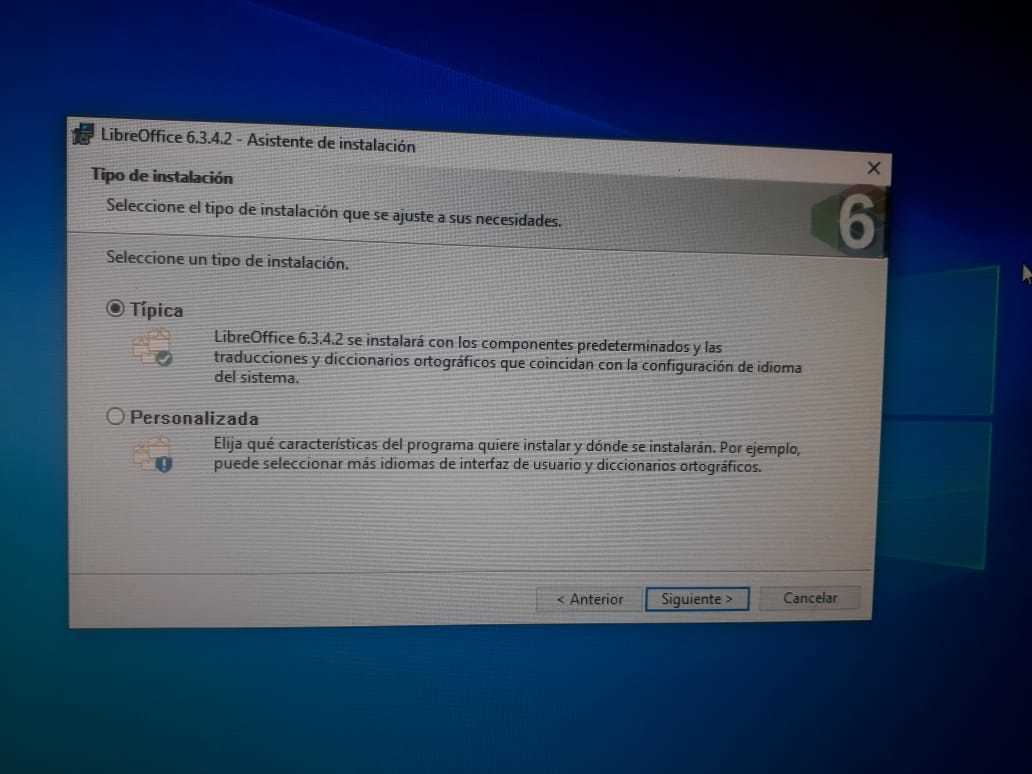 LibreOffice 6.3.4.2 - Asistente de instalación
Tipo de instalación
Seleccione el tipo de instalación que se ajuste a sus necesidades.
6
Seleccione un tipo de instalación.
Típica
LibreOffice 6.3.4.2 se instalará con los componentes predeterminados y las
traducciones y diccionarios ortográficos que coincidan con la configuración de idioma
del sistema.
Personalizada
Elija qué características del programa quiere instalar y dónde se instalarán. Por ejemplo,
puede seleccionar más idiomas de interfaz de usuario y diccionarios ortográficos.
< Anterior
Siguiente >
Cancelar